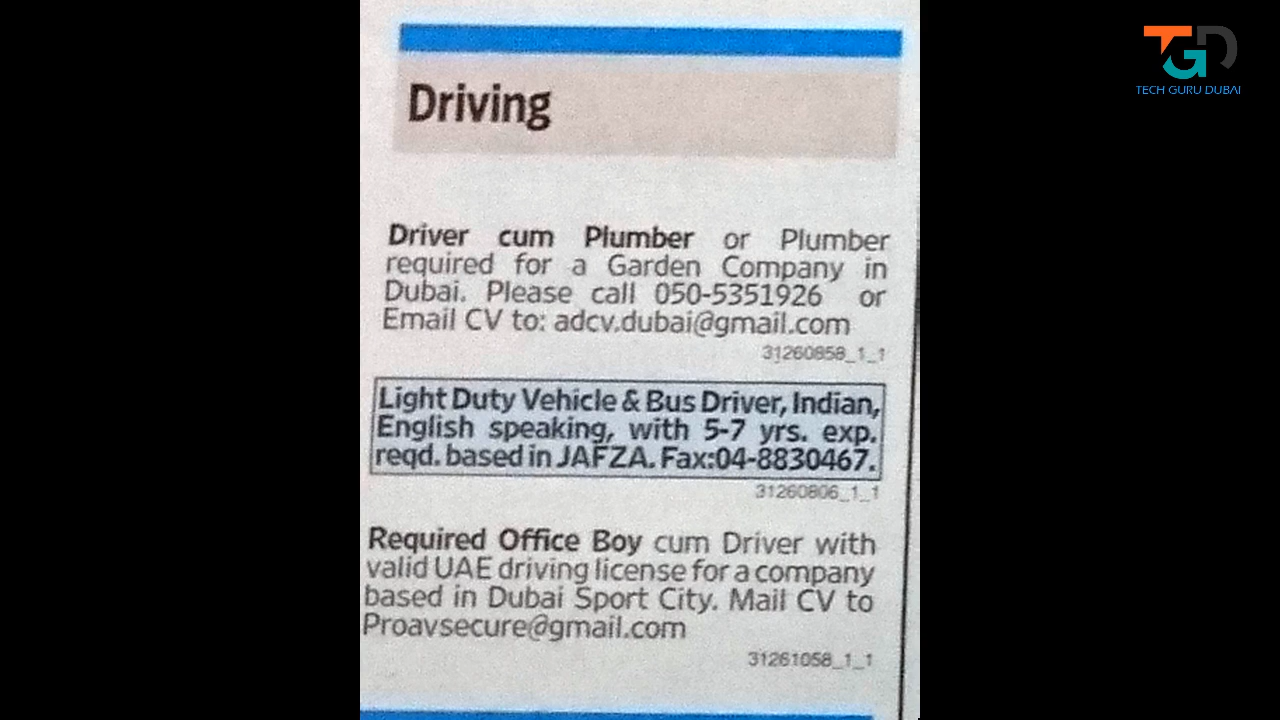 TGD
TECH GURU DUBAI
Driving
Driver cum Plumber or Plumber
required for a Garden Company in
Dubai. Please call 050-5351926 or
Email CV to: adcv.dubai@gmail.com
31260858_1_1
Light Duty Vehicle & Bus Driver, Indian,
English speaking, with 5-7 yrs. exp.
reqd. based in JAFZA. Fax:04-8830467.
31260806_1_1
Required Office Boy cum Driver with
valid UAE driving license for a company
based in Dubai Sport City. Mail CV to
Proavsecure@gmail.com
31261058_1_1